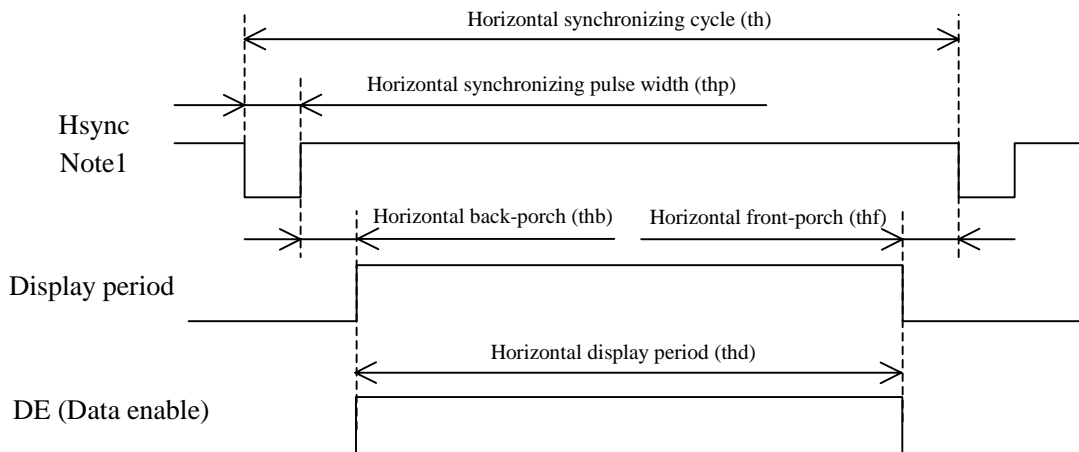 Horizontal synchronizing cycle (th)
Horizontal synchronizing pulse width (thp)
Hsync
Note1
Horizontal back-porch (thb)
Horizontal front-porch (thf)
Display period
Horizontal display period (thd)
DE (Data enable)